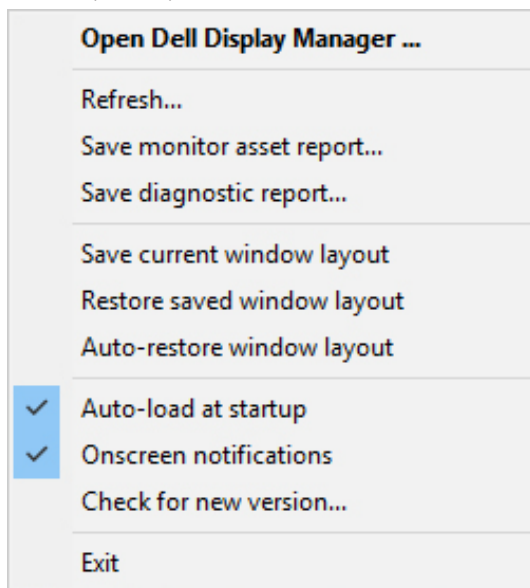 Open Dell Display Manager ...
Refresh...
Save monitor asset report...
Save diagnostic report...
Save current window layout
Restore saved window layout
Auto-restore window layout
Auto-load at startup
Onscreen notifications
Check for new version...
Exit